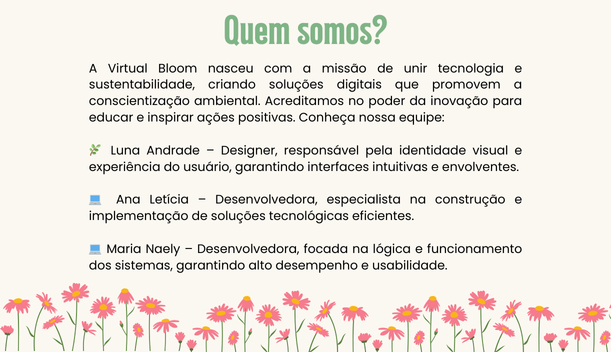 Quem somos?
A Virtual Bloom nasceu com a missão de unir tecnologia e
sustentabilidade, criando soluções digitais que promovem a
conscientização ambiental. Acreditamos no poder da inovação para
educar e inspirar ações positivas. Conheça nossa equipe:
🌿 Luna Andrade – Designer, responsável pela identidade visual e
experiência do usuário, garantindo interfaces intuitivas e envolventes.
💻 Ana Letícia – Desenvolvedora, especialista na construção e
implementação de soluções tecnológicas eficientes.
💻 Maria Naely – Desenvolvedora, focada na lógica e funcionamento
dos sistemas, garantindo alto desempenho e usabilidade.